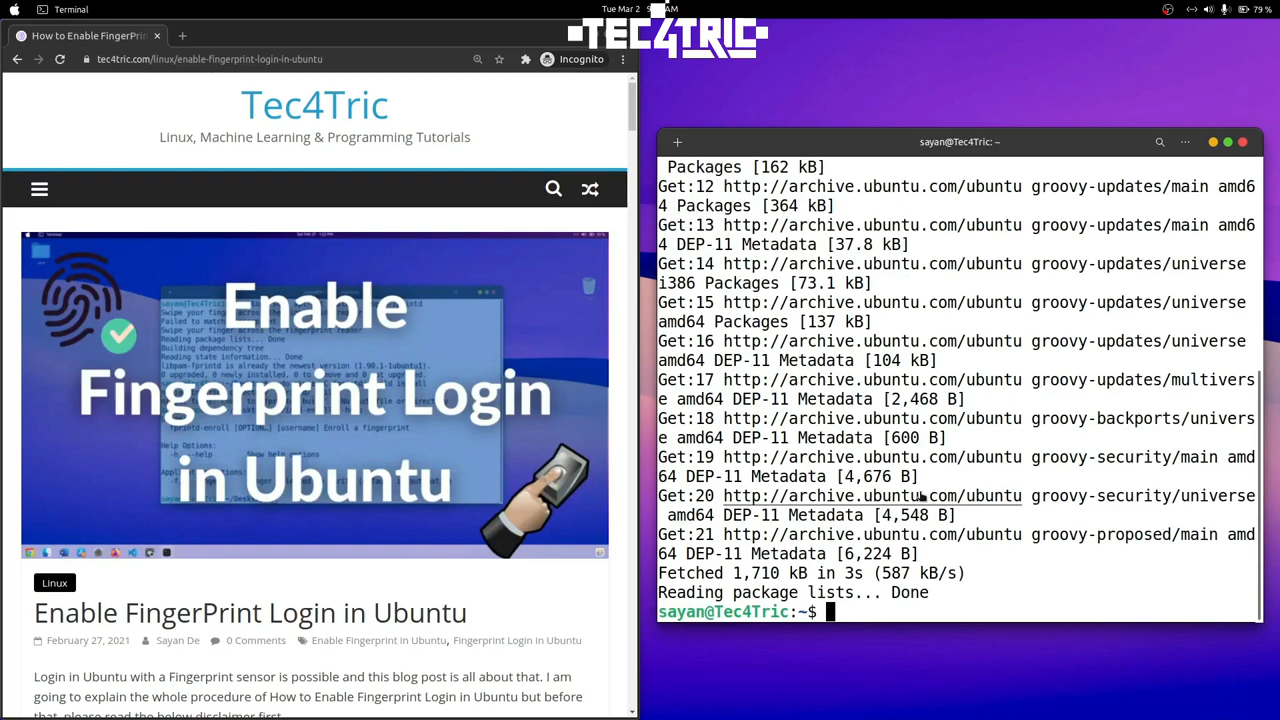 Terminal
Tue Mar 2
AM
79 %
TEC4TRIC
How to Enable FingerPrin
tec4tric.com/linux/enable-fingerprint-login-in-ubuntu
Incognito
Tec4Tric
Linux, Machine Learning & Programming Tutorials
Enable
Fingerprint Login
in Ubuntu
Linux
Enable FingerPrint Login in Ubuntu
February 27, 2021 Sayan De 0 Comments Enable Fingerprint in Ubuntu, Fingerprint Login in Ubuntu
Login in Ubuntu with a Fingerprint sensor is possible and this blog post is all about that. I am
going to explain the whole procedure of How to Enable Fingerprint Login in Ubuntu but before
that, please read the below disclaimer first.
sayan@Tec4Tric: ~
Packages [162 kB]
Get:12 http://archive.ubuntu.com/ubuntu groovy-updates/main amd6
4 Packages [364 kB]
Get:13 http://archive.ubuntu.com/ubuntu groovy-updates/main amd6
4 DEP-11 Metadata [37.8 kB]
Get:14 http://archive.ubuntu.com/ubuntu groovy-updates/universe
i386 Packages [73.1 kB]
Get:15 http://archive.ubuntu.com/ubuntu groovy-updates/universe
amd64 Packages [137 kB]
Get:16 http://archive.ubuntu.com/ubuntu groovy-updates/universe
amd64 DEP-11 Metadata [104 kB]
Get:17 http://archive.ubuntu.com/ubuntu groovy-updates/multivers
e amd64 DEP-11 Metadata [2,468 B]
Get:18 http://archive.ubuntu.com/ubuntu groovy-backports/univers
e amd64 DEP-11 Metadata [600 B]
Get:19 http://archive.ubuntu.com/ubuntu groovy-security/main amd
64 DEP-11 Metadata [4,676 B]
Get:20 http://archive.ubuntu.com/ubuntu groovy-security/universe
amd64 DEP-11 Metadata [4,548 B]
Get:21 http://archive.ubuntu.com/ubuntu groovy-proposed/main amd
64 DEP-11 Metadata [6,224 B]
Fetched 1,710 kB in 3s (587 kB/s)
Reading package lists... Done
sayan@Tec4Tric:~$